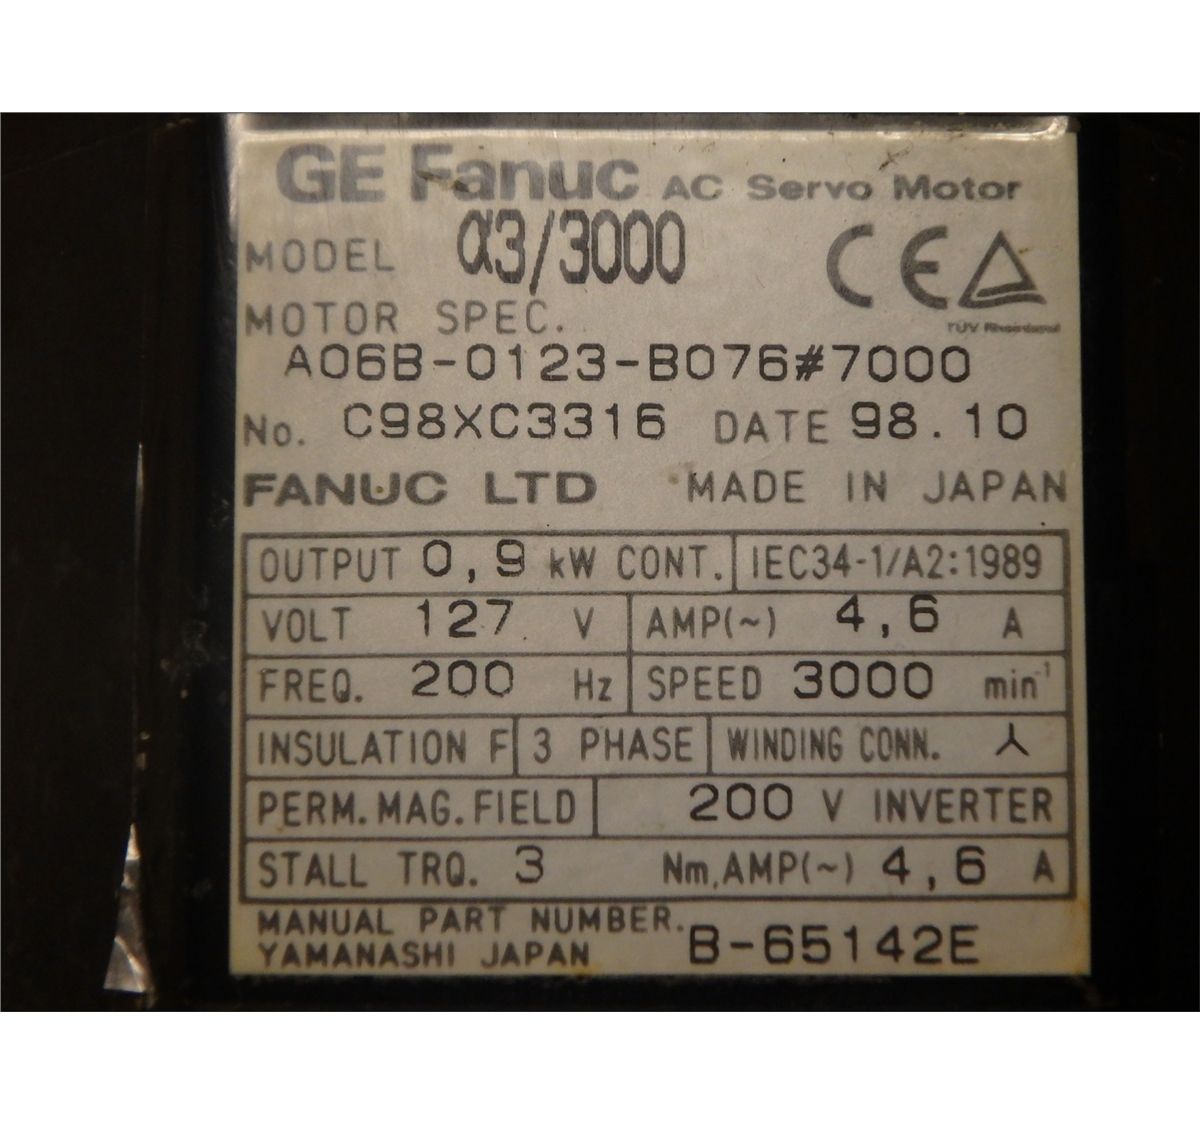 GE Fanuc AC Servo Motor
MODEL α3/3000
CE
TÜV Rheinland
MOTOR SPEC.
A06B-0123-B076#7000
No. C98XC3316 DATE 98.10
FANUC LTD MADE IN JAPAN
OUTPUT 0,9 kW CONT. IEC34-1/A2:1989
VOLT 127 V AMP(~) 4,6 A
FREQ. 200 Hz SPEED 3000 min-1
INSULATION F 3 PHASE WINDING CONN.
PERM.MAG.FIELD 200 V INVERTER
STALL TRQ. 3 Nm,AMP(~) 4,6 A
MANUAL PART NUMBER. B-65142E
YAMANASHI JAPAN